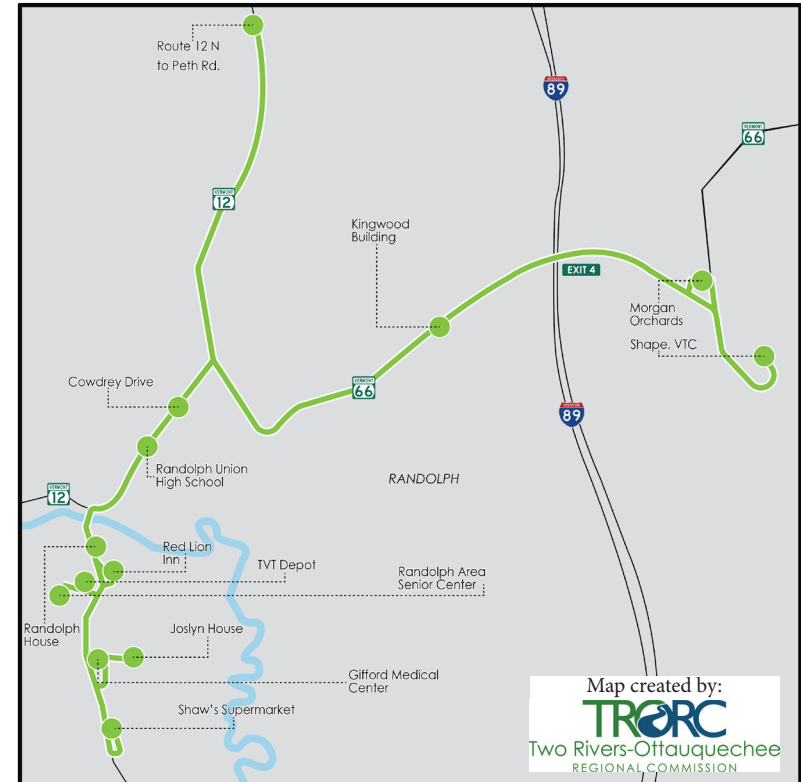 Route 12 N
to Peth Rd.
VERMONT
89
VERMONT
66
VERMONT
12
Kingwood
Building
EXIT 4
Morgan
Orchards
Shape, VTC
Cowdrey Drive
VERMONT
66
89
Randolph Union
High School
RANDOLPH
VERMONT
12
Red Lion
Inn
TVT Depot
Randolph Area
Senior Center
Randolph
House
Joslyn House
Gifford Medical
Center
Shaw's Supermarket
Map created by:
TRORC
Two Rivers-Ottauquechee
REGIONAL COMMISSION